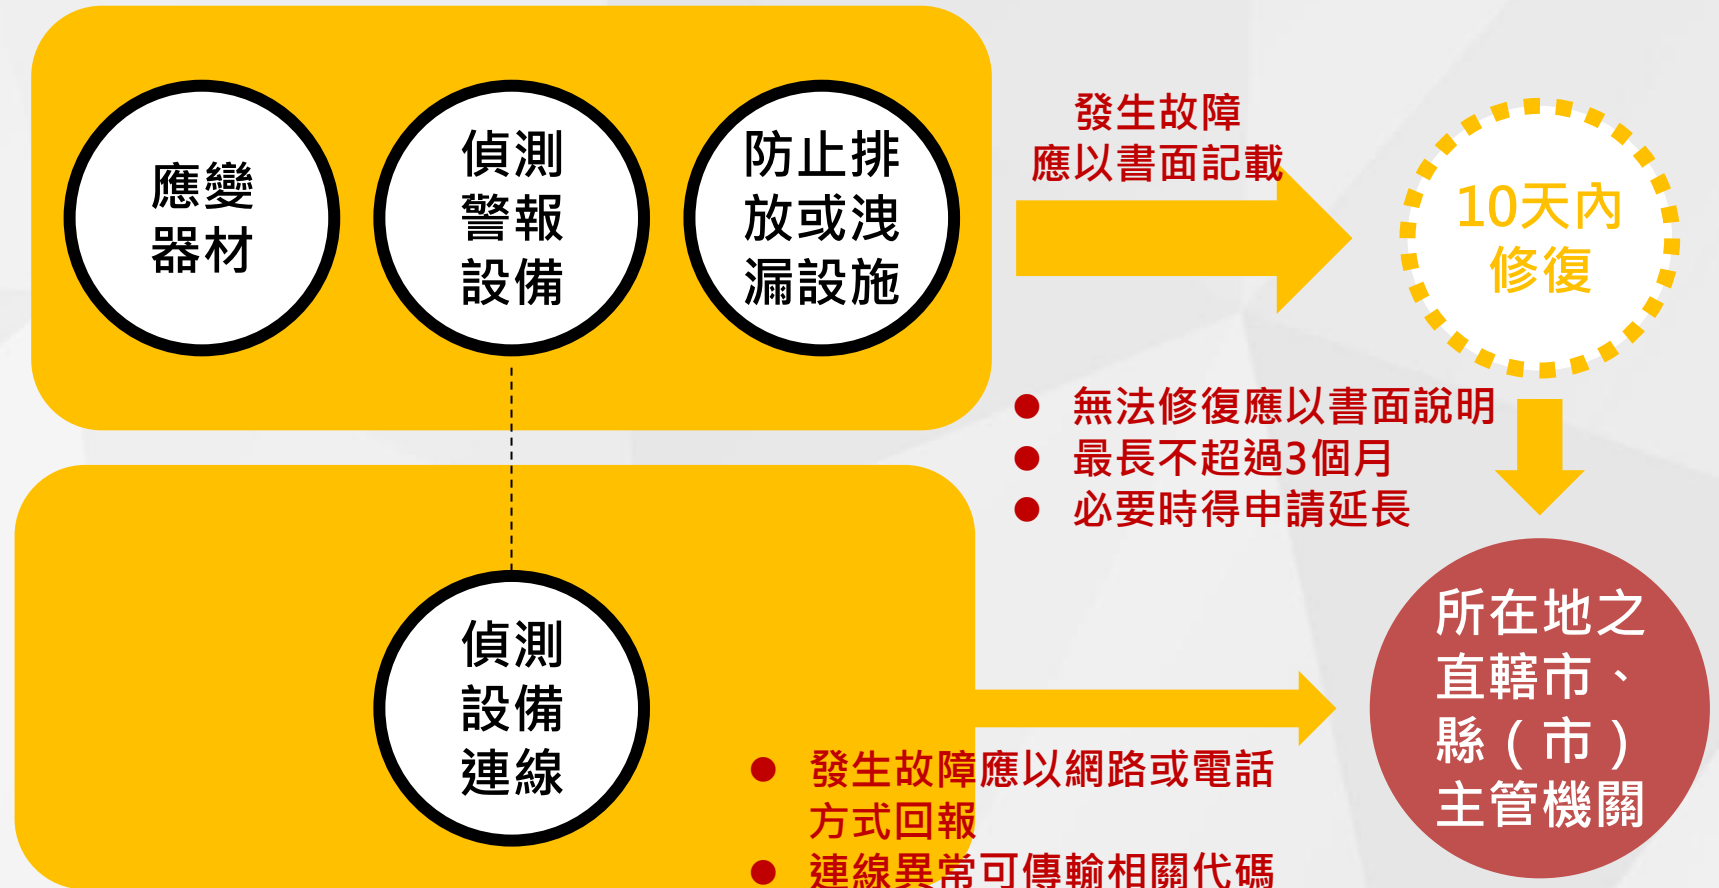 應變
器材
偵測
警報
設備
防止排
放或洩
漏設施
發生故障
應以書面記載
10天內
修復
● 無法修復應以書面說明
● 最長不超過3個月
● 必要時得申請延長
偵測
設備
連線
● 發生故障應以網路或電話
方式回報
● 連線異常可傳輸相關代碼
所在地之
直轄市、
縣（市）
主管機關